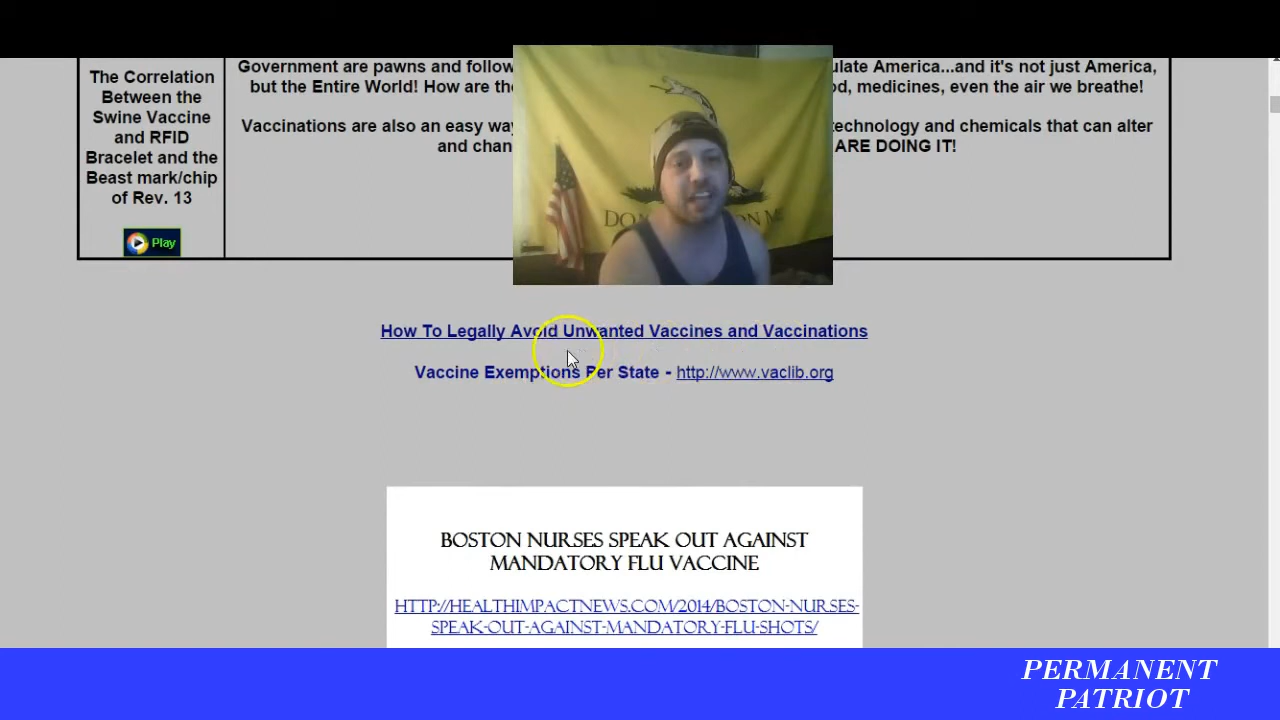 The Correlation
Between the
Swine Vaccine
and RFID
Bracelet and the
Beast mark/chip
of Rev. 13
Play
Government are pawns and follow
ulate America...and it's not just America,
but the Entire World! How are the
od, medicines, even the air we breathe!
Vaccinations are also an easy way
technology and chemicals that can alter
and chan
ARE DOING IT!
DO
ON ME
How To Legally Avoid Unwanted Vaccines and Vaccinations
Vaccine Exemptions Per State - http://www.vaclib.org
BOSTON NURSES SPEAK OUT AGAINST
MANDATORY FLU VACCINE
HTTP://HEALTHIMPACTNEWS.COM/2014/BOSTON-NURSES-
SPEAK-OUT-AGAINST-MANDATORY-FLU-SHOTS/
PERMANENT
PATRIOT